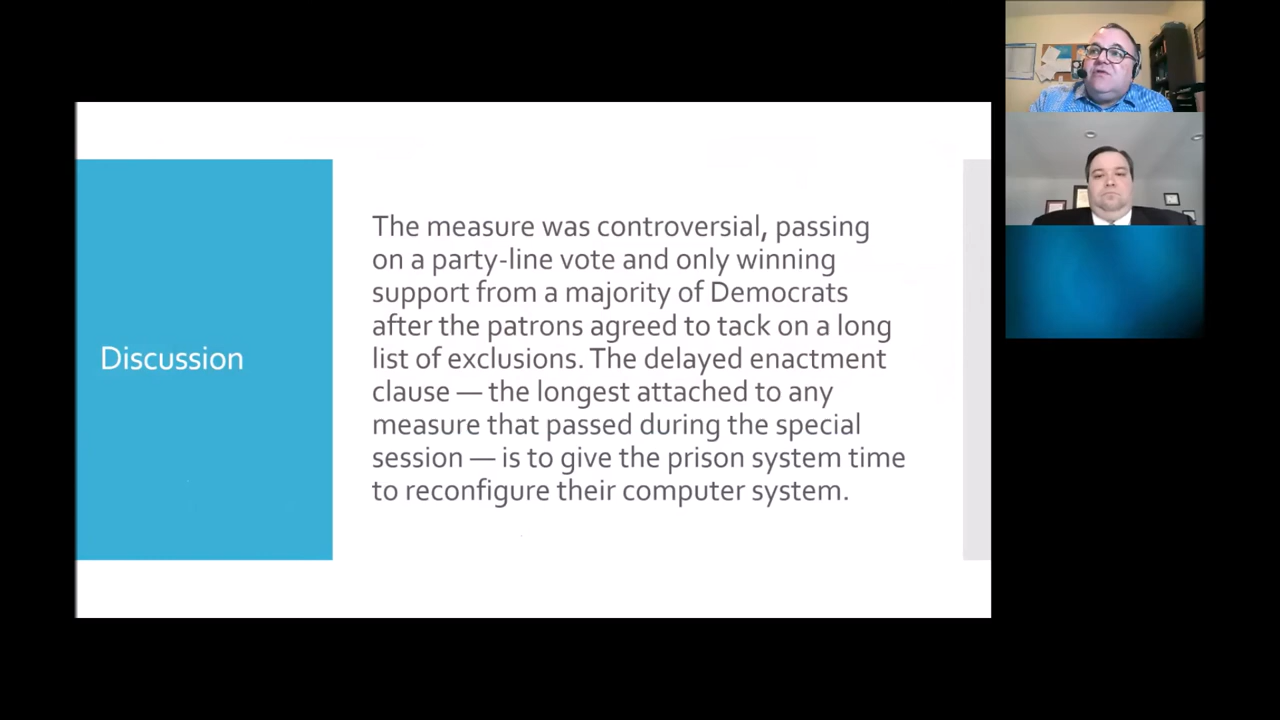 Discussion
The measure was controversial, passing
on a party-line vote and only winning
support from a majority of Democrats
after the patrons agreed to tack on a long
list of exclusions. The delayed enactment
clause — the longest attached to any
measure that passed during the special
session — is to give the prison system time
to reconfigure their computer system.